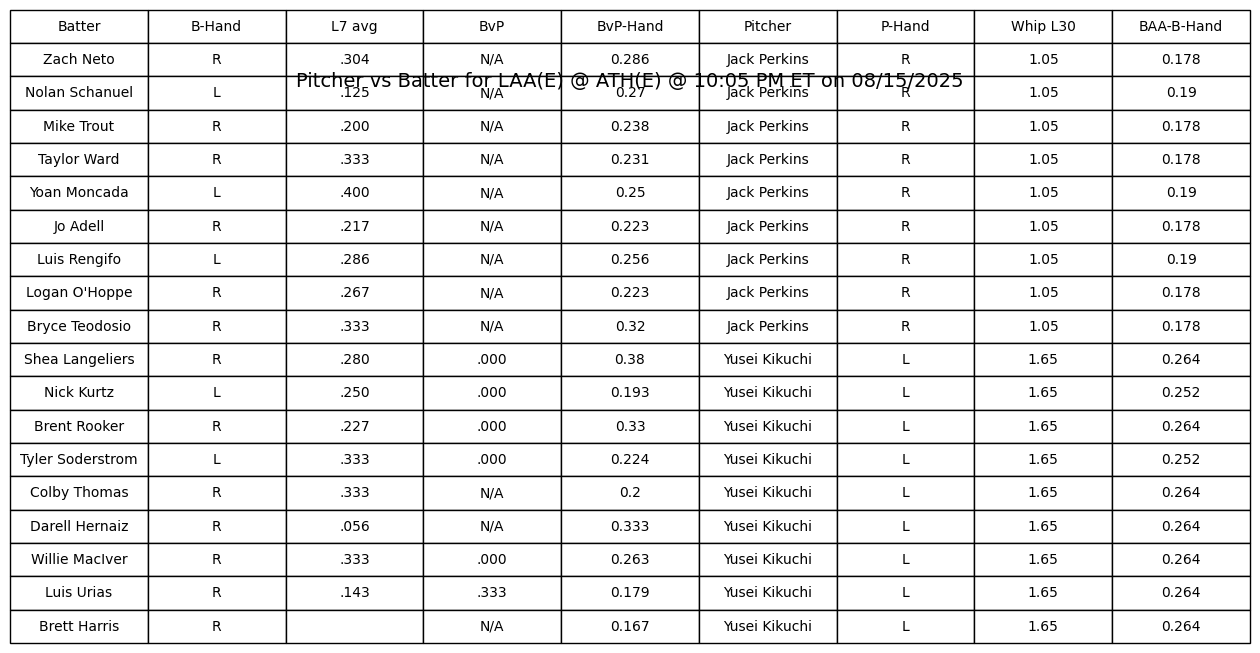 Batter B-Hand L7 avg BvP BvP-Hand Pitcher P-Hand Whip L30 BAA-B-Hand
Zach Neto R .304 N/A 0.286 Jack Perkins R 1.05 0.178
Pitcher vs Batter for LAA(E) @ ATH(E) @ 10:05 PM ET on 08/15/2025
Nolan Schanuel L .125 N/A 0.27 Jack Perkins R 1.05 0.19
Mike Trout R .200 N/A 0.238 Jack Perkins R 1.05 0.178
Taylor Ward R .333 N/A 0.231 Jack Perkins R 1.05 0.178
Yoan Moncada L .400 N/A 0.25 Jack Perkins R 1.05 0.19
Jo Adell R .217 N/A 0.223 Jack Perkins R 1.05 0.178
Luis Rengifo L .286 N/A 0.256 Jack Perkins R 1.05 0.19
Logan O'Hoppe R .267 N/A 0.223 Jack Perkins R 1.05 0.178
Bryce Teodosio R .333 N/A 0.32 Jack Perkins R 1.05 0.178
Shea Langeliers R .280 .000 0.38 Yusei Kikuchi L 1.65 0.264
Nick Kurtz L .250 .000 0.193 Yusei Kikuchi L 1.65 0.252
Brent Rooker R .227 .000 0.33 Yusei Kikuchi L 1.65 0.264
Tyler Soderstrom L .333 .000 0.224 Yusei Kikuchi L 1.65 0.252
Colby Thomas R .333 N/A 0.2 Yusei Kikuchi L 1.65 0.264
Darell Hernaiz R .056 N/A 0.333 Yusei Kikuchi L 1.65 0.264
Willie MacIver R .333 .000 0.263 Yusei Kikuchi L 1.65 0.264
Luis Urias R .143 .333 0.179 Yusei Kikuchi L 1.65 0.264
Brett Harris R N/A 0.167 Yusei Kikuchi L 1.65 0.264